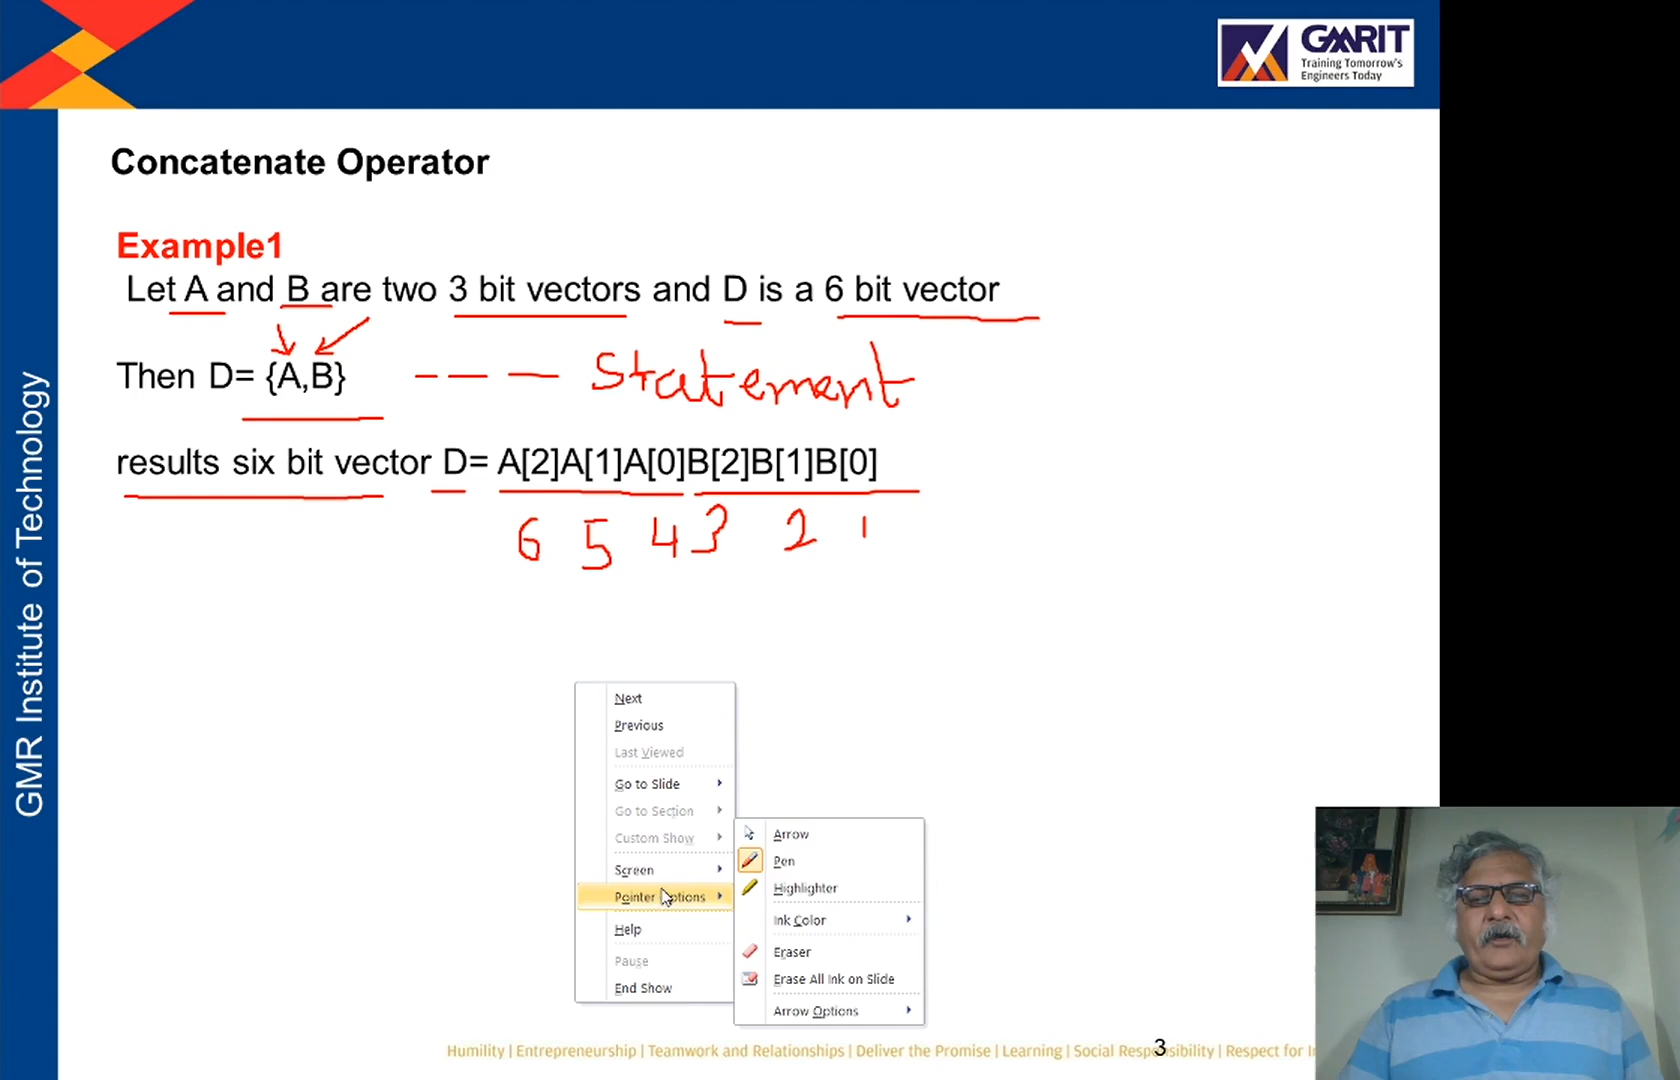 GMRIT
Training Tomorrow's
Engineers Today
GMR Institute of Technology
Concatenate Operator
Example1
Let A and B are two 3 bit vectors and D is a 6 bit vector
Then D= {A,B} --- Statement
results six bit vector D= A[2]A[1]A[0]B[2]B[1]B[0]
6 5 4 3 2 1
Next
Previous
Last Viewed
Go to Slide
Go to Section
Custom Show
Screen
Pointer Options
Help
Pause
End Show
Arrow
Pen
Highlighter
Ink Color
Eraser
Erase All Ink on Slide
Arrow Options
Humility | Entrepreneurship | Teamwork and Relationships | Deliver the Promise | Learning | Social Responsibility | Respect for
3